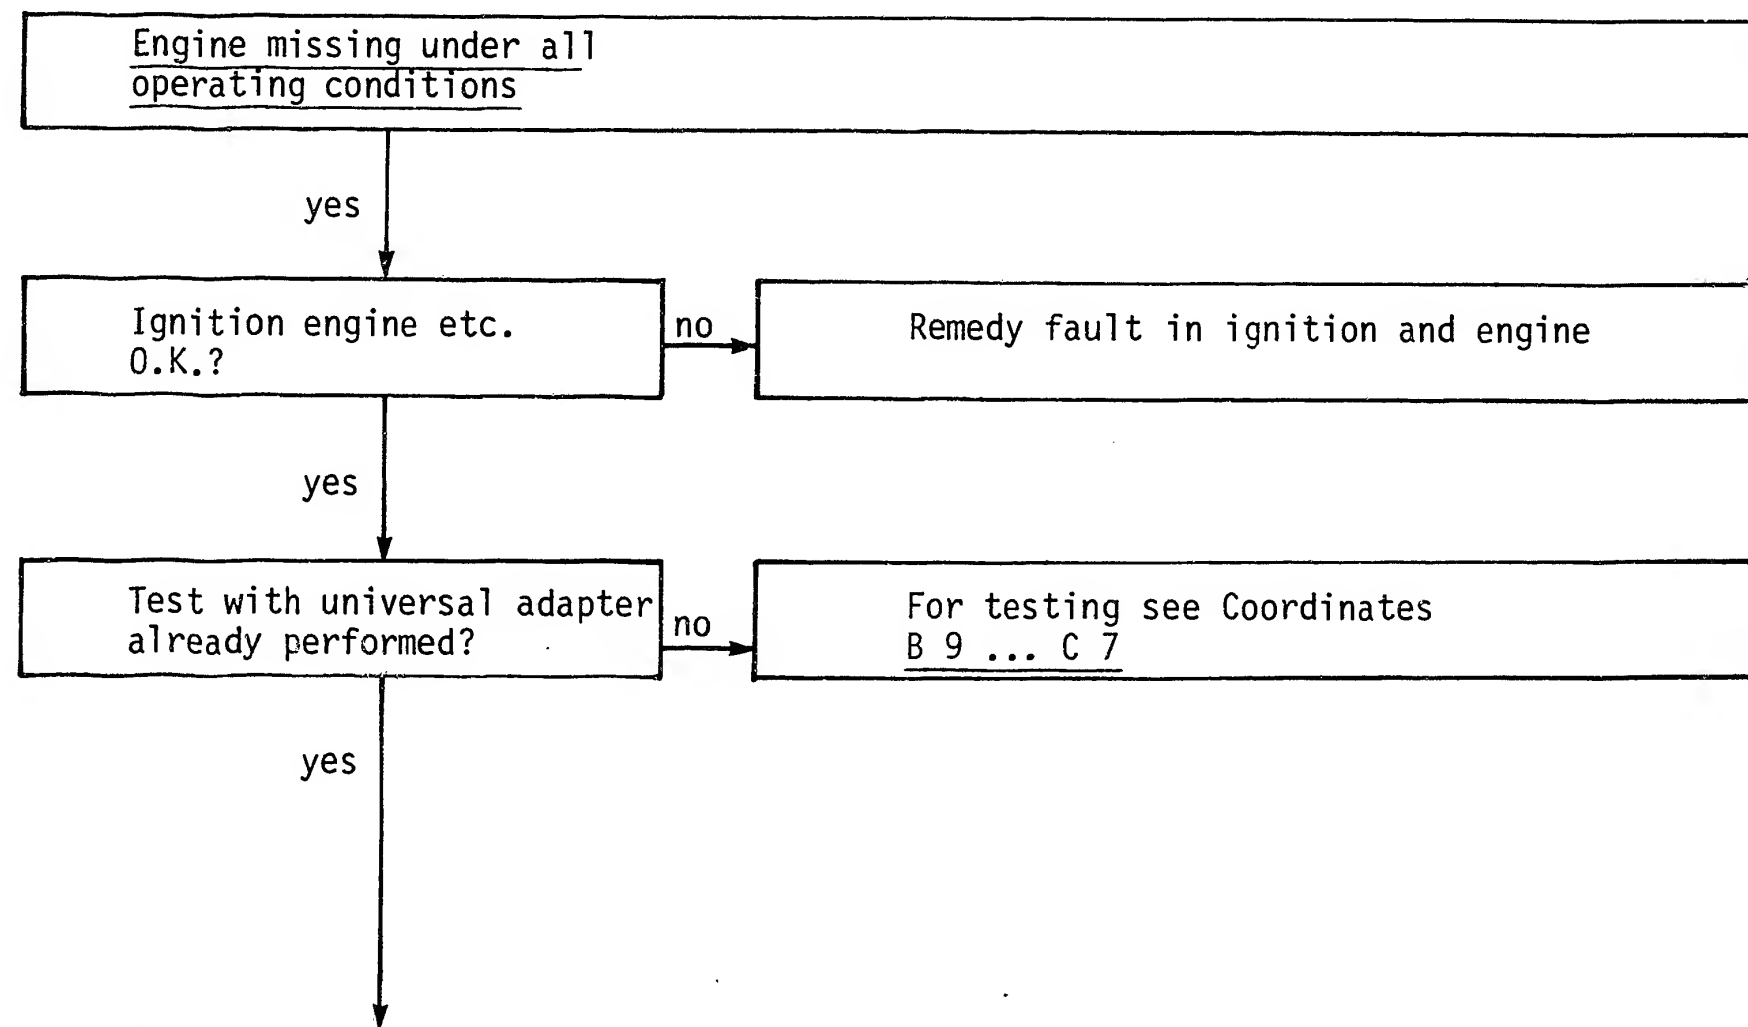 Engine missing under all
operating conditions
yes
Ignition engine etc.
O.K.?
no
Remedy fault in ignition and engine
yes
Test with universal adapter
already performed?
no
For testing see Coordinates
B 9 ... C 7
yes